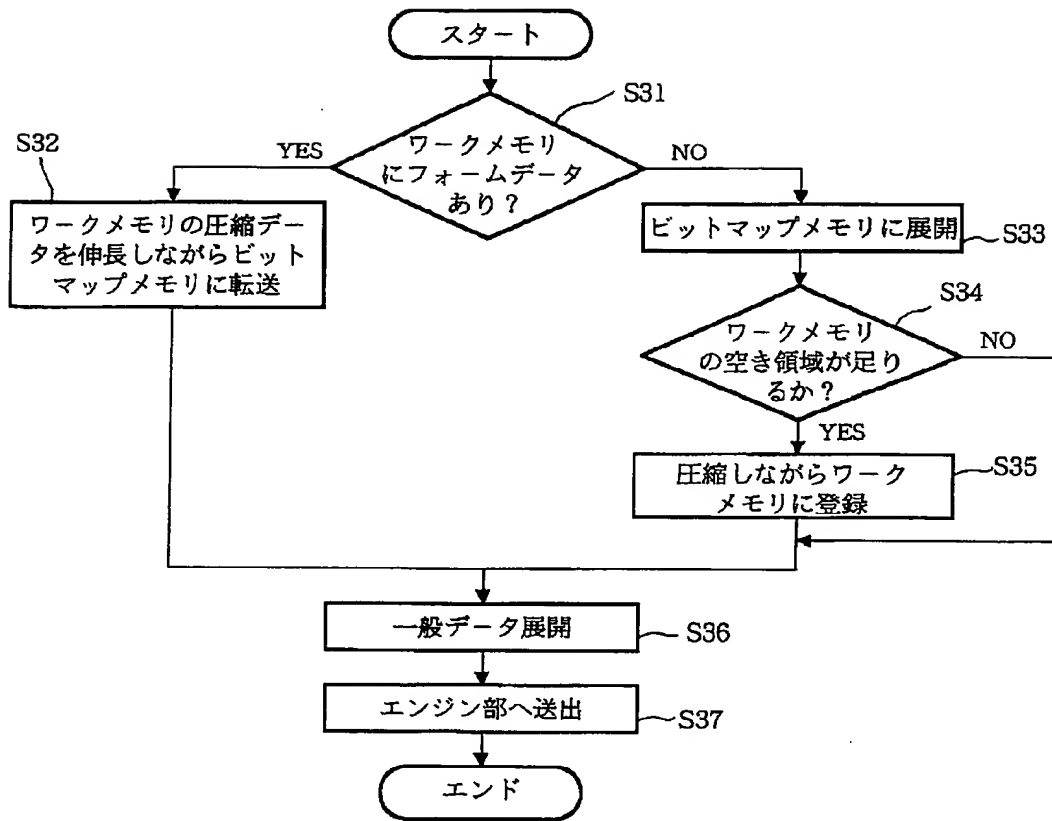 スタート
S31
ワークメモリ
にフォームデータ
あり？
YES
NO
S32
ワークメモリの圧縮デー
タを伸長しながらビット
マップメモリに転送
ビットマップメモリに展開
S33
S34
ワークメモリ
の空き領域が足り
るか？
NO
YES
圧縮しながらワーク
メモリに登録
S35
一般データ展開
S36
エンジン部へ送出
S37
エンド